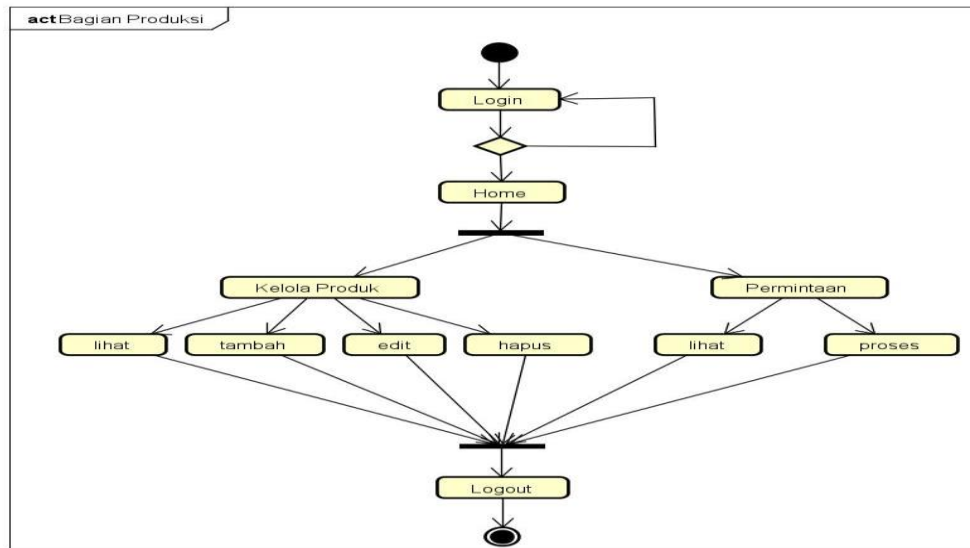 act Bagian Produksi
Login
Home
Kelola Produk
Permintaan
lihat
tambah
edit
hapus
lihat
proses
Logout